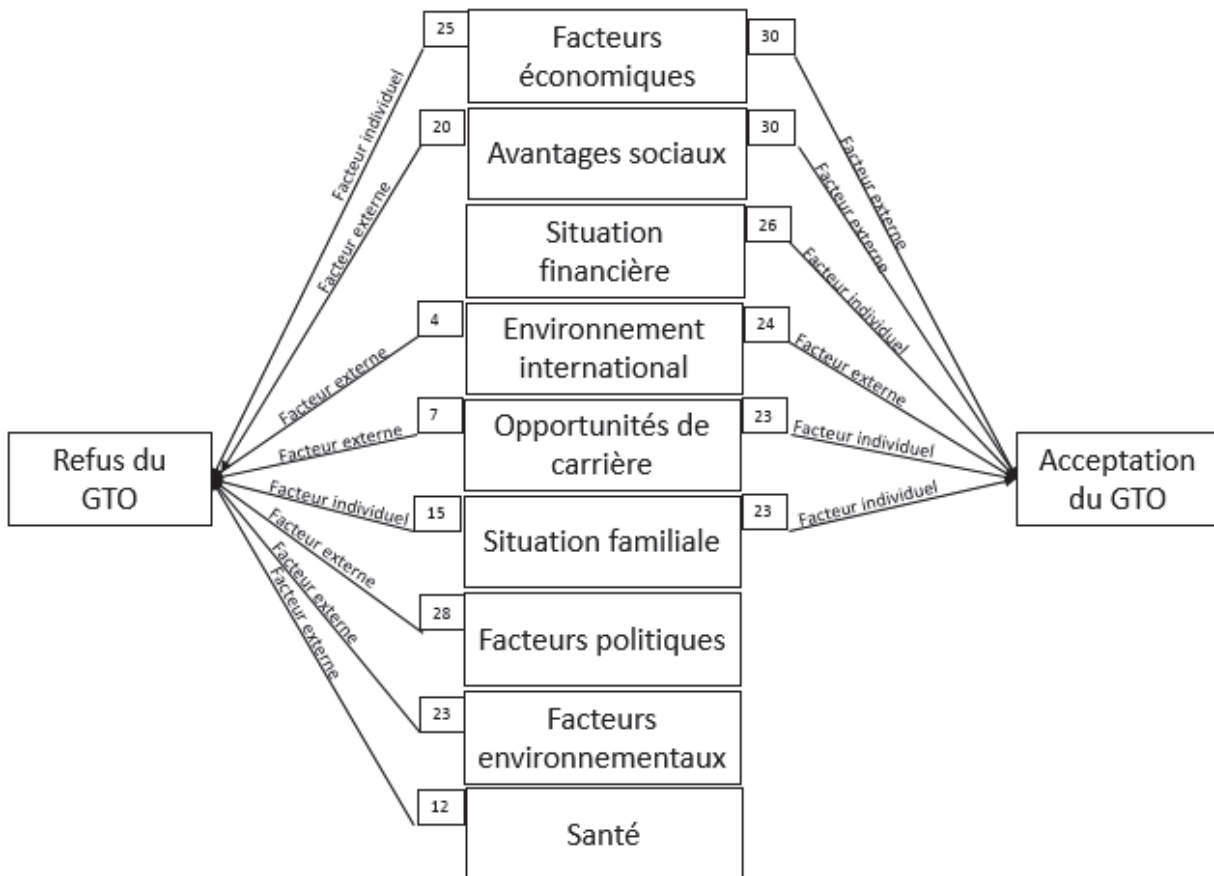 25
Facteurs
économiques
30
Facteur individuel
Facteur externe
20
Avantages sociaux
30
Facteur externe
Facteur externe
Situation
financière
26
Facteur individuel
4
Environnement
international
24
Facteur externe
Facteur externe
7
Opportunités de
carrière
23
Facteur externe
Facteur individuel
Refus du
GTO
Acceptation
du GTO
Facteur individuel
15
Situation familiale
23
Facteur individuel
Facteur externe
28
Facteurs politiques
Facteur externe
23
Facteurs
environnementaux
Facteur externe
12
Santé